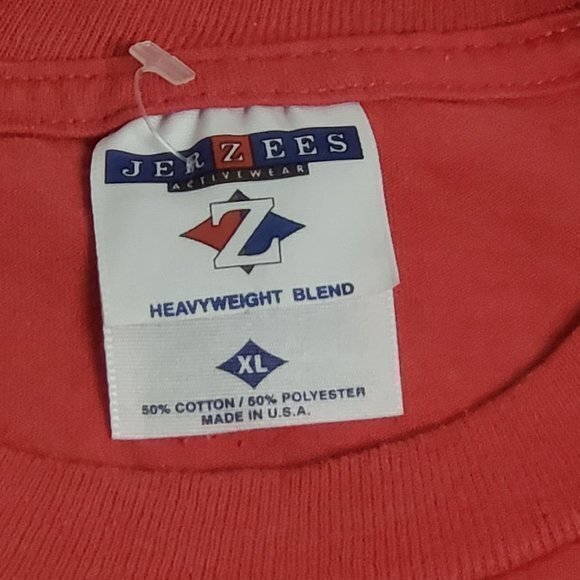 JERZEES
ACTIVEWEAR
Z
HEAVYWEIGHT BLEND
XL
50% COTTON / 50% POLYESTER
MADE IN U.S.A.